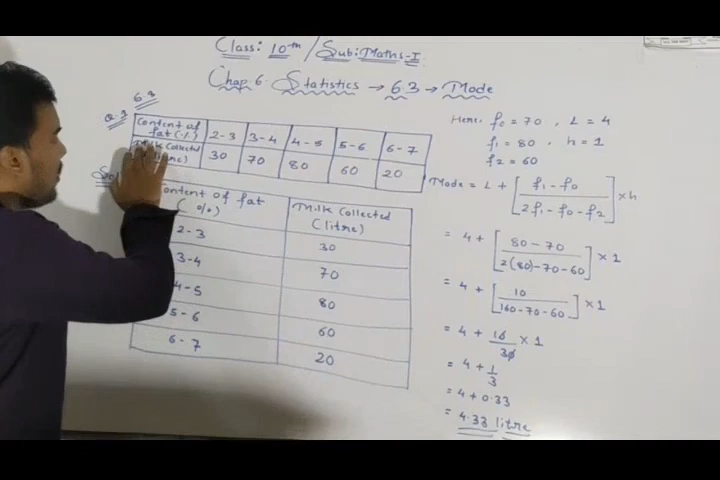 Class: 10th / Sub: Maths-I
Chap 6. Statistics → 6.3 → Mode
Q.3 6.3
Content of fat (%) 2-3 3-4 4-5 5-6 6-7
Milk Collected 30 70 80 60 20
Content of fat (%) Milk Collected (litre)
2-3 30
3-4 70
4-5 80
5-6 60
6-7 20
Here, f0 = 70 , L = 4
f1 = 80 , h = 1
f2 = 60
Mode = L + [ f1 - f0 / 2f1 - f0 - f2 ] × h
= 4 + [ 80 - 70 / 2(80) - 70 - 60 ] × 1
= 4 + [ 10 / 160 - 70 - 60 ] × 1
= 4 + 10 / 30 × 1
= 4 + 1/3
= 4 + 0.33
= 4.33 litre